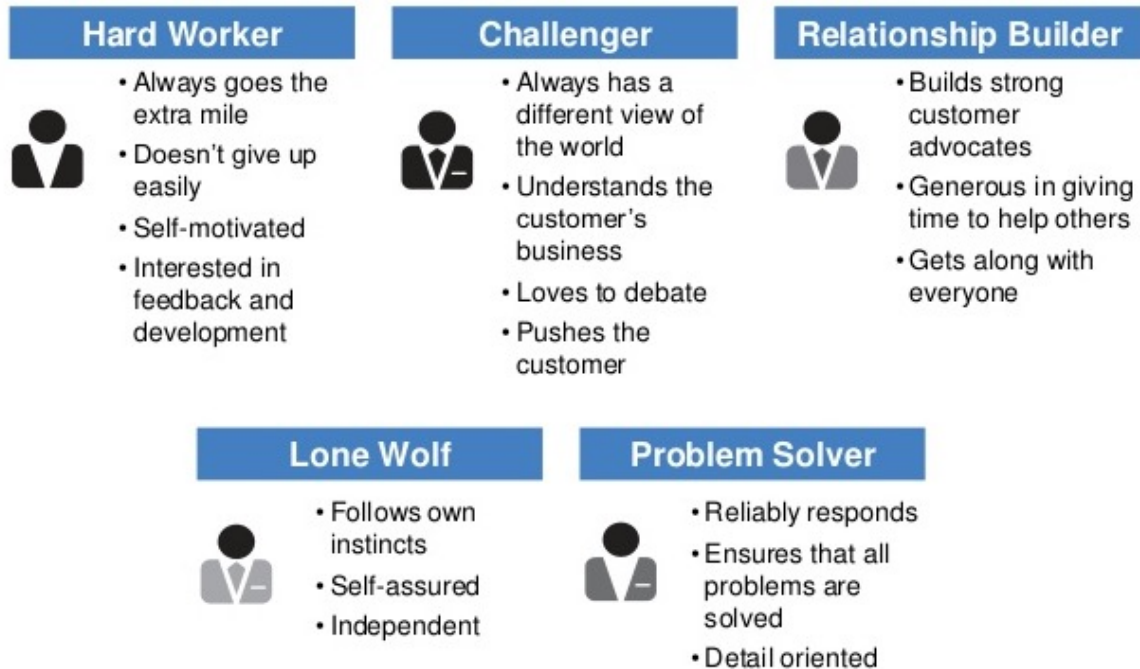 Hard Worker
• Always goes the
extra mile
• Doesn't give up
easily
• Self-motivated
• Interested in
feedback and
development
Challenger
• Always has a
different view of
the world
• Understands the
customer's
business
• Loves to debate
• Pushes the
customer
Relationship Builder
• Builds strong
customer
advocates
• Generous in giving
time to help others
• Gets along with
everyone
Lone Wolf
• Follows own
instincts
• Self-assured
• Independent
Problem Solver
• Reliably responds
• Ensures that all
problems are
solved
• Detail oriented